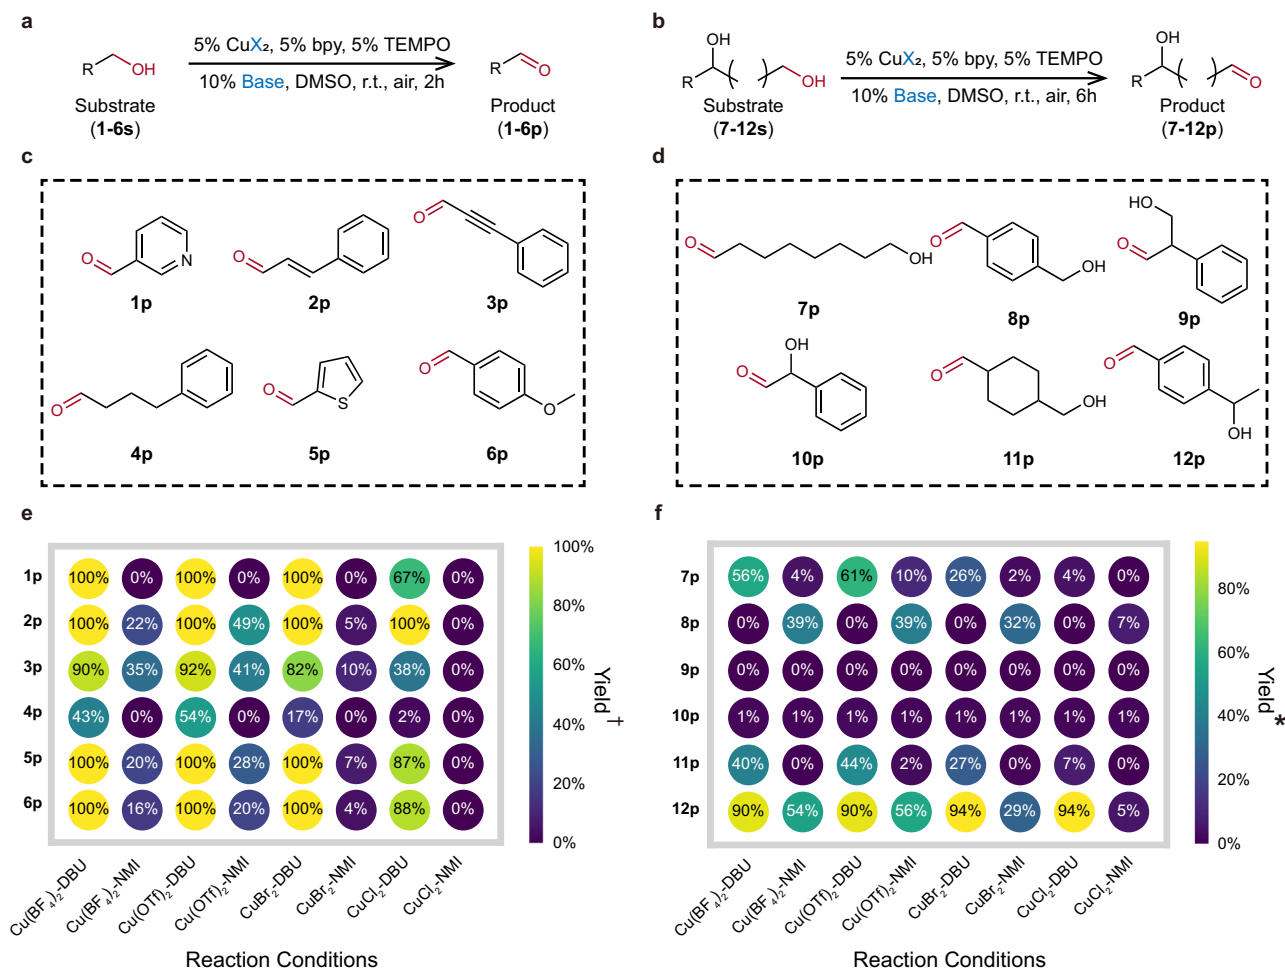 a
5% CuX₂, 5% bpy, 5% TEMPO
10% Base, DMSO, r.t., air, 2h
R
OH
Substrate
(1-6s)
R
O
Product
(1-6p)
b
5% CuX₂, 5% bpy, 5% TEMPO
10% Base, DMSO, r.t., air, 6h
OH
R
OH
Substrate
(7-12s)
OH
R
O
Product
(7-12p)
c
O
N
1p
O
2p
O
3p
O
4p
O
S
5p
O
O
6p
d
O
OH
7p
O
OH
8p
HO
O
9p
OH
O
10p
O
OH
11p
O
OH
12p
e
1p 100% 0% 100% 0% 100% 0% 67% 0%
2p 100% 22% 100% 49% 100% 5% 100% 0%
3p 90% 35% 92% 41% 82% 10% 38% 0%
4p 43% 0% 54% 0% 17% 0% 2% 0%
5p 100% 20% 100% 28% 100% 7% 87% 0%
6p 100% 16% 100% 20% 100% 4% 88% 0%
Cu(BF₄)₂-DBU
Cu(BF₄)₂-NMI
Cu(OTf)₂-DBU
Cu(OTf)₂-NMI
CuBr₂-DBU
CuBr₂-NMI
CuCl₂-DBU
CuCl₂-NMI
Reaction Conditions
100%
80%
60%
40%
20%
0%
Yield †
f
7p 56% 4% 61% 10% 26% 2% 4% 0%
8p 0% 39% 0% 39% 0% 32% 0% 7%
9p 0% 0% 0% 0% 0% 0% 0% 0%
10p 1% 1% 1% 1% 1% 1% 1% 1%
11p 40% 0% 44% 2% 27% 0% 7% 0%
12p 90% 54% 90% 56% 94% 29% 94% 5%
Cu(BF₄)₂-DBU
Cu(BF₄)₂-NMI
Cu(OTf)₂-DBU
Cu(OTf)₂-NMI
CuBr₂-DBU
CuBr₂-NMI
CuCl₂-DBU
CuCl₂-NMI
Reaction Conditions
80%
60%
40%
20%
0%
Yield *